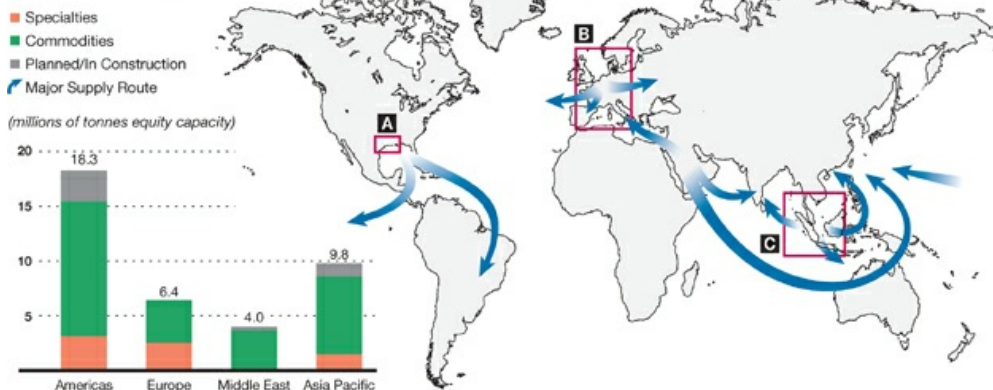 Specialties
Commodities
Planned/In Construction
Major Supply Route
(millions of tonnes equity capacity)
20
18.3
15
10
9.8
6.4
5
4.0
Americas Europe Middle East Asia Pacific
A
B
C